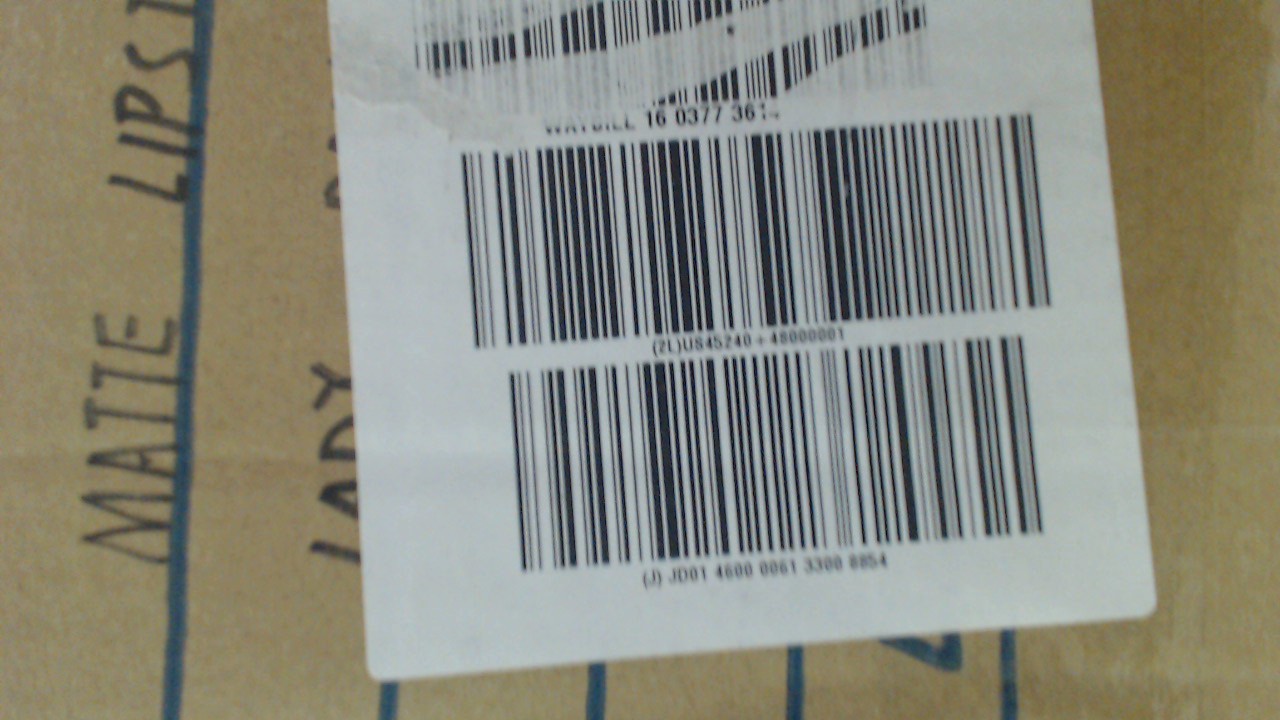 WAYBILL 16 0377 361
(2L)US45240+48000001
(J) JD01 4600 0061 3300 8854
MATTE LIPS
LADY